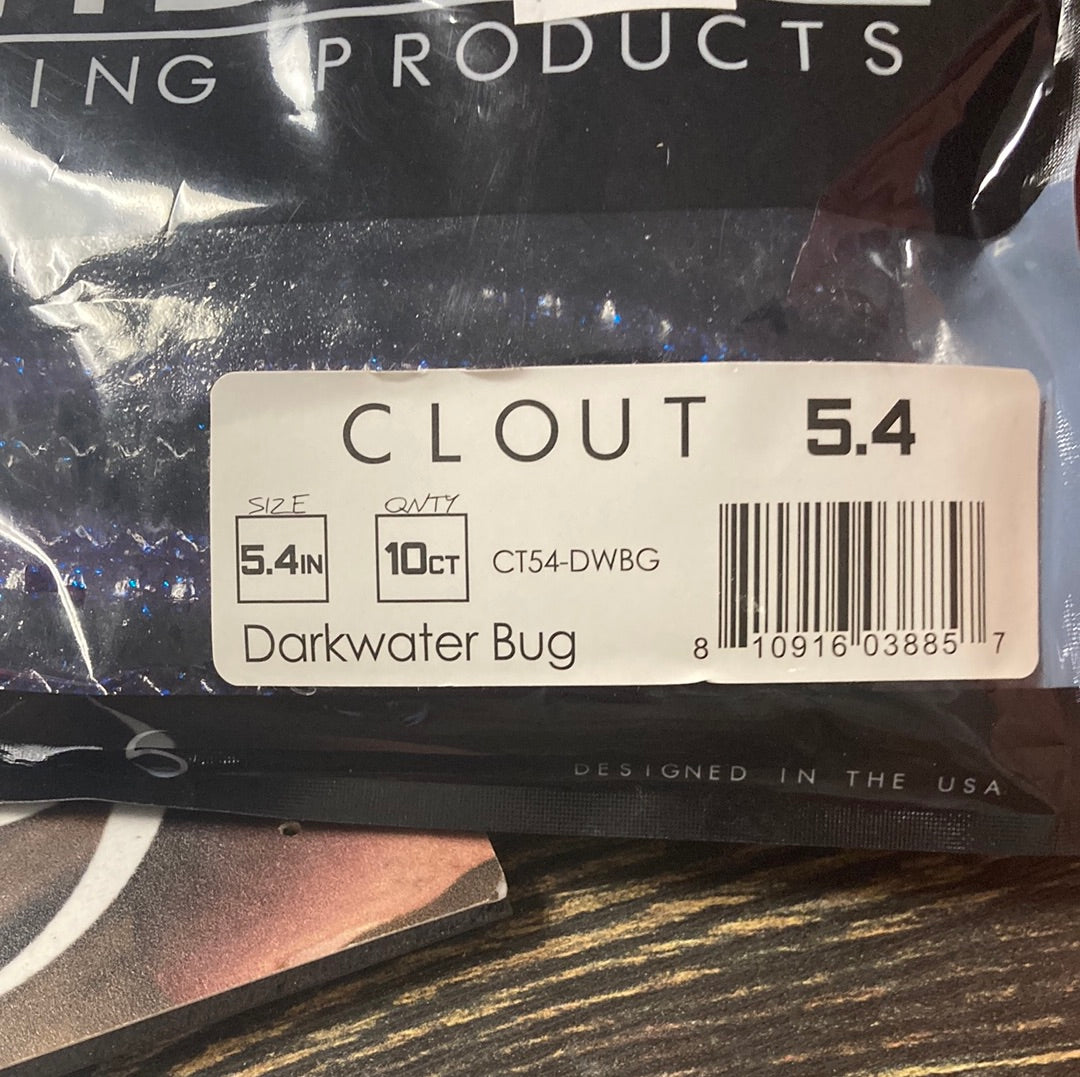 ING PRODUCTS
CLOUT 5.4
SIZE QNTY
5.4IN 10CT CT54-DWBG
Darkwater Bug
8 10916 03885 7
DESIGNED IN THE USA